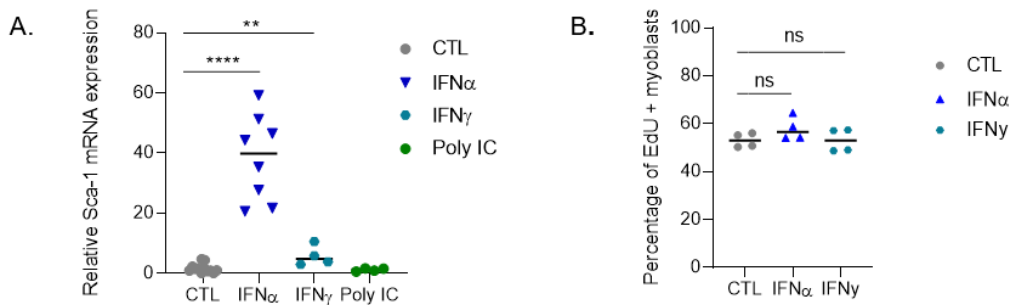 A.
Relative Sca-1 mRNA expression
80
60
40
20
0
**
****
CTL
IFNα
IFNγ
Poly IC
CTL IFNα IFNγ Poly IC
B.
Percentage of EdU + myoblasts
100
80
60
40
20
0
ns
ns
CTL
IFNα
IFNy
CTL IFNα IFNy